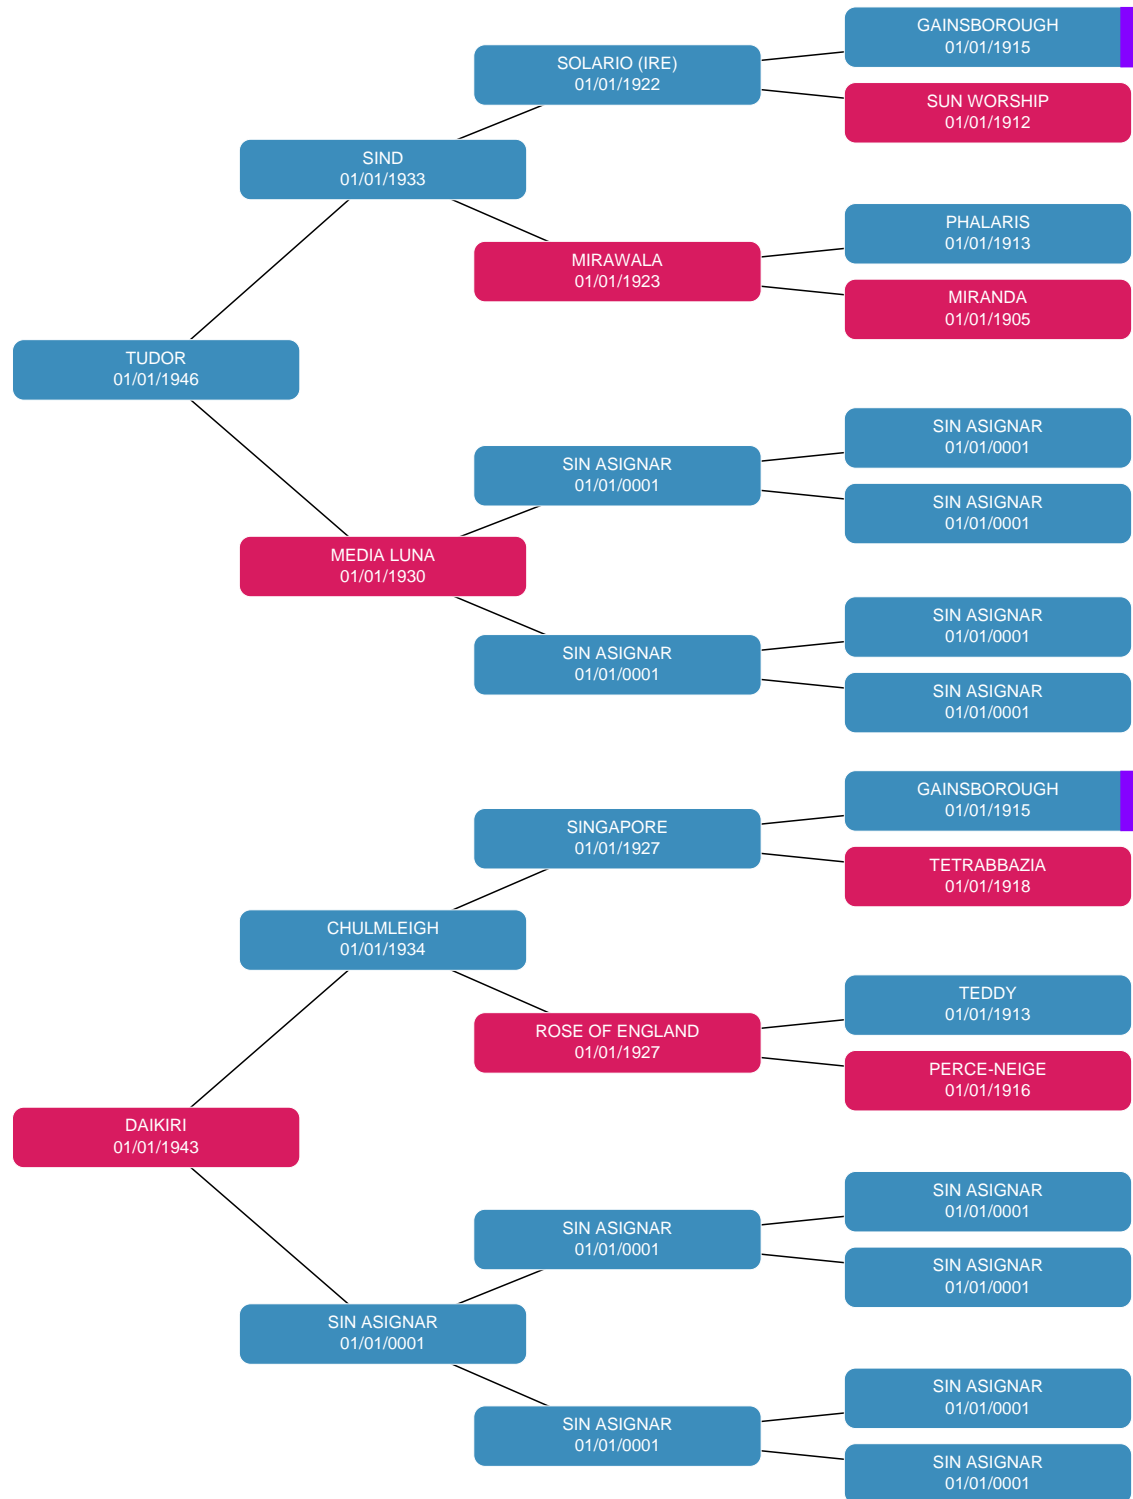 GAINSBOROUGH
01/01/1915
SOLARIO (IRE)
01/01/1922
SUN WORSHIP
01/01/1912
SIND
01/01/1933
PHALARIS
01/01/1913
MIRAWALA
01/01/1923
MIRANDA
01/01/1905
TUDOR
01/01/1946
SIN ASIGNAR
01/01/0001
SIN ASIGNAR
01/01/0001
SIN ASIGNAR
01/01/0001
MEDIA LUNA
01/01/1930
SIN ASIGNAR
01/01/0001
SIN ASIGNAR
01/01/0001
SIN ASIGNAR
01/01/0001
GAINSBOROUGH
01/01/1915
SINGAPORE
01/01/1927
TETRABBAZIA
01/01/1918
CHULMLEIGH
01/01/1934
TEDDY
01/01/1913
ROSE OF ENGLAND
01/01/1927
PERCE-NEIGE
01/01/1916
DAIKIRI
01/01/1943
SIN ASIGNAR
01/01/0001
SIN ASIGNAR
01/01/0001
SIN ASIGNAR
01/01/0001
SIN ASIGNAR
01/01/0001
SIN ASIGNAR
01/01/0001
SIN ASIGNAR
01/01/0001
SIN ASIGNAR
01/01/0001